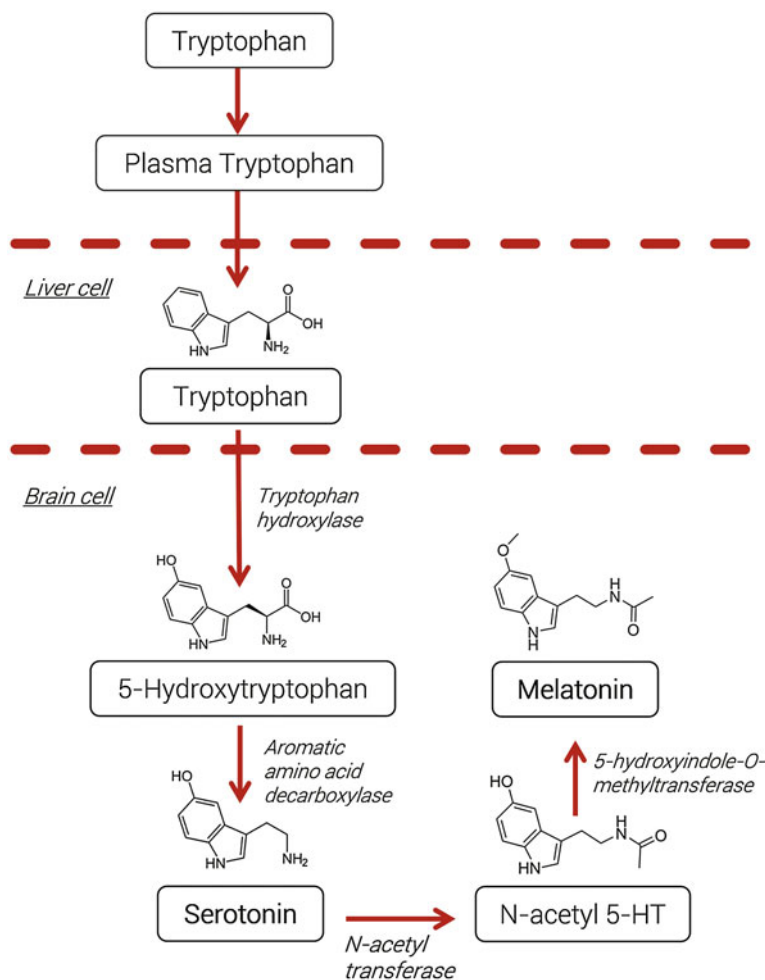 Tryptophan
Plasma Tryptophan
Liver cell
O
OH
NH₂
HN
Tryptophan
Brain cell
Tryptophan
hydroxylase
HO
O
OH
NH₂
HN
5-Hydroxytryptophan
O
H
N
O
N
H
Melatonin
Aromatic
amino acid
decarboxylase
5-hydroxyindole-O-
methyltransferase
HO
NH₂
HN
Serotonin
N-acetyl
transferase
HO
H
N
O
HN
N-acetyl 5-HT